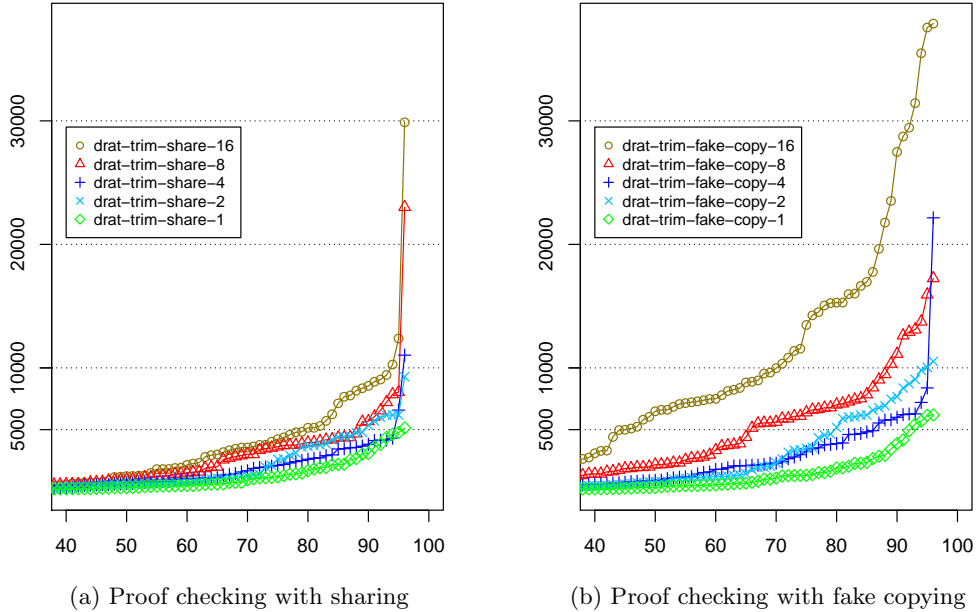 30000
20000
10000
5000
drat-trim-share-16
drat-trim-share-8
drat-trim-share-4
drat-trim-share-2
drat-trim-share-1
40 50 60 70 80 90 100
(a) Proof checking with sharing
30000
20000
10000
5000
drat-trim-fake-copy-16
drat-trim-fake-copy-8
drat-trim-fake-copy-4
drat-trim-fake-copy-2
drat-trim-fake-copy-1
40 50 60 70 80 90 100
(b) Proof checking with fake copying